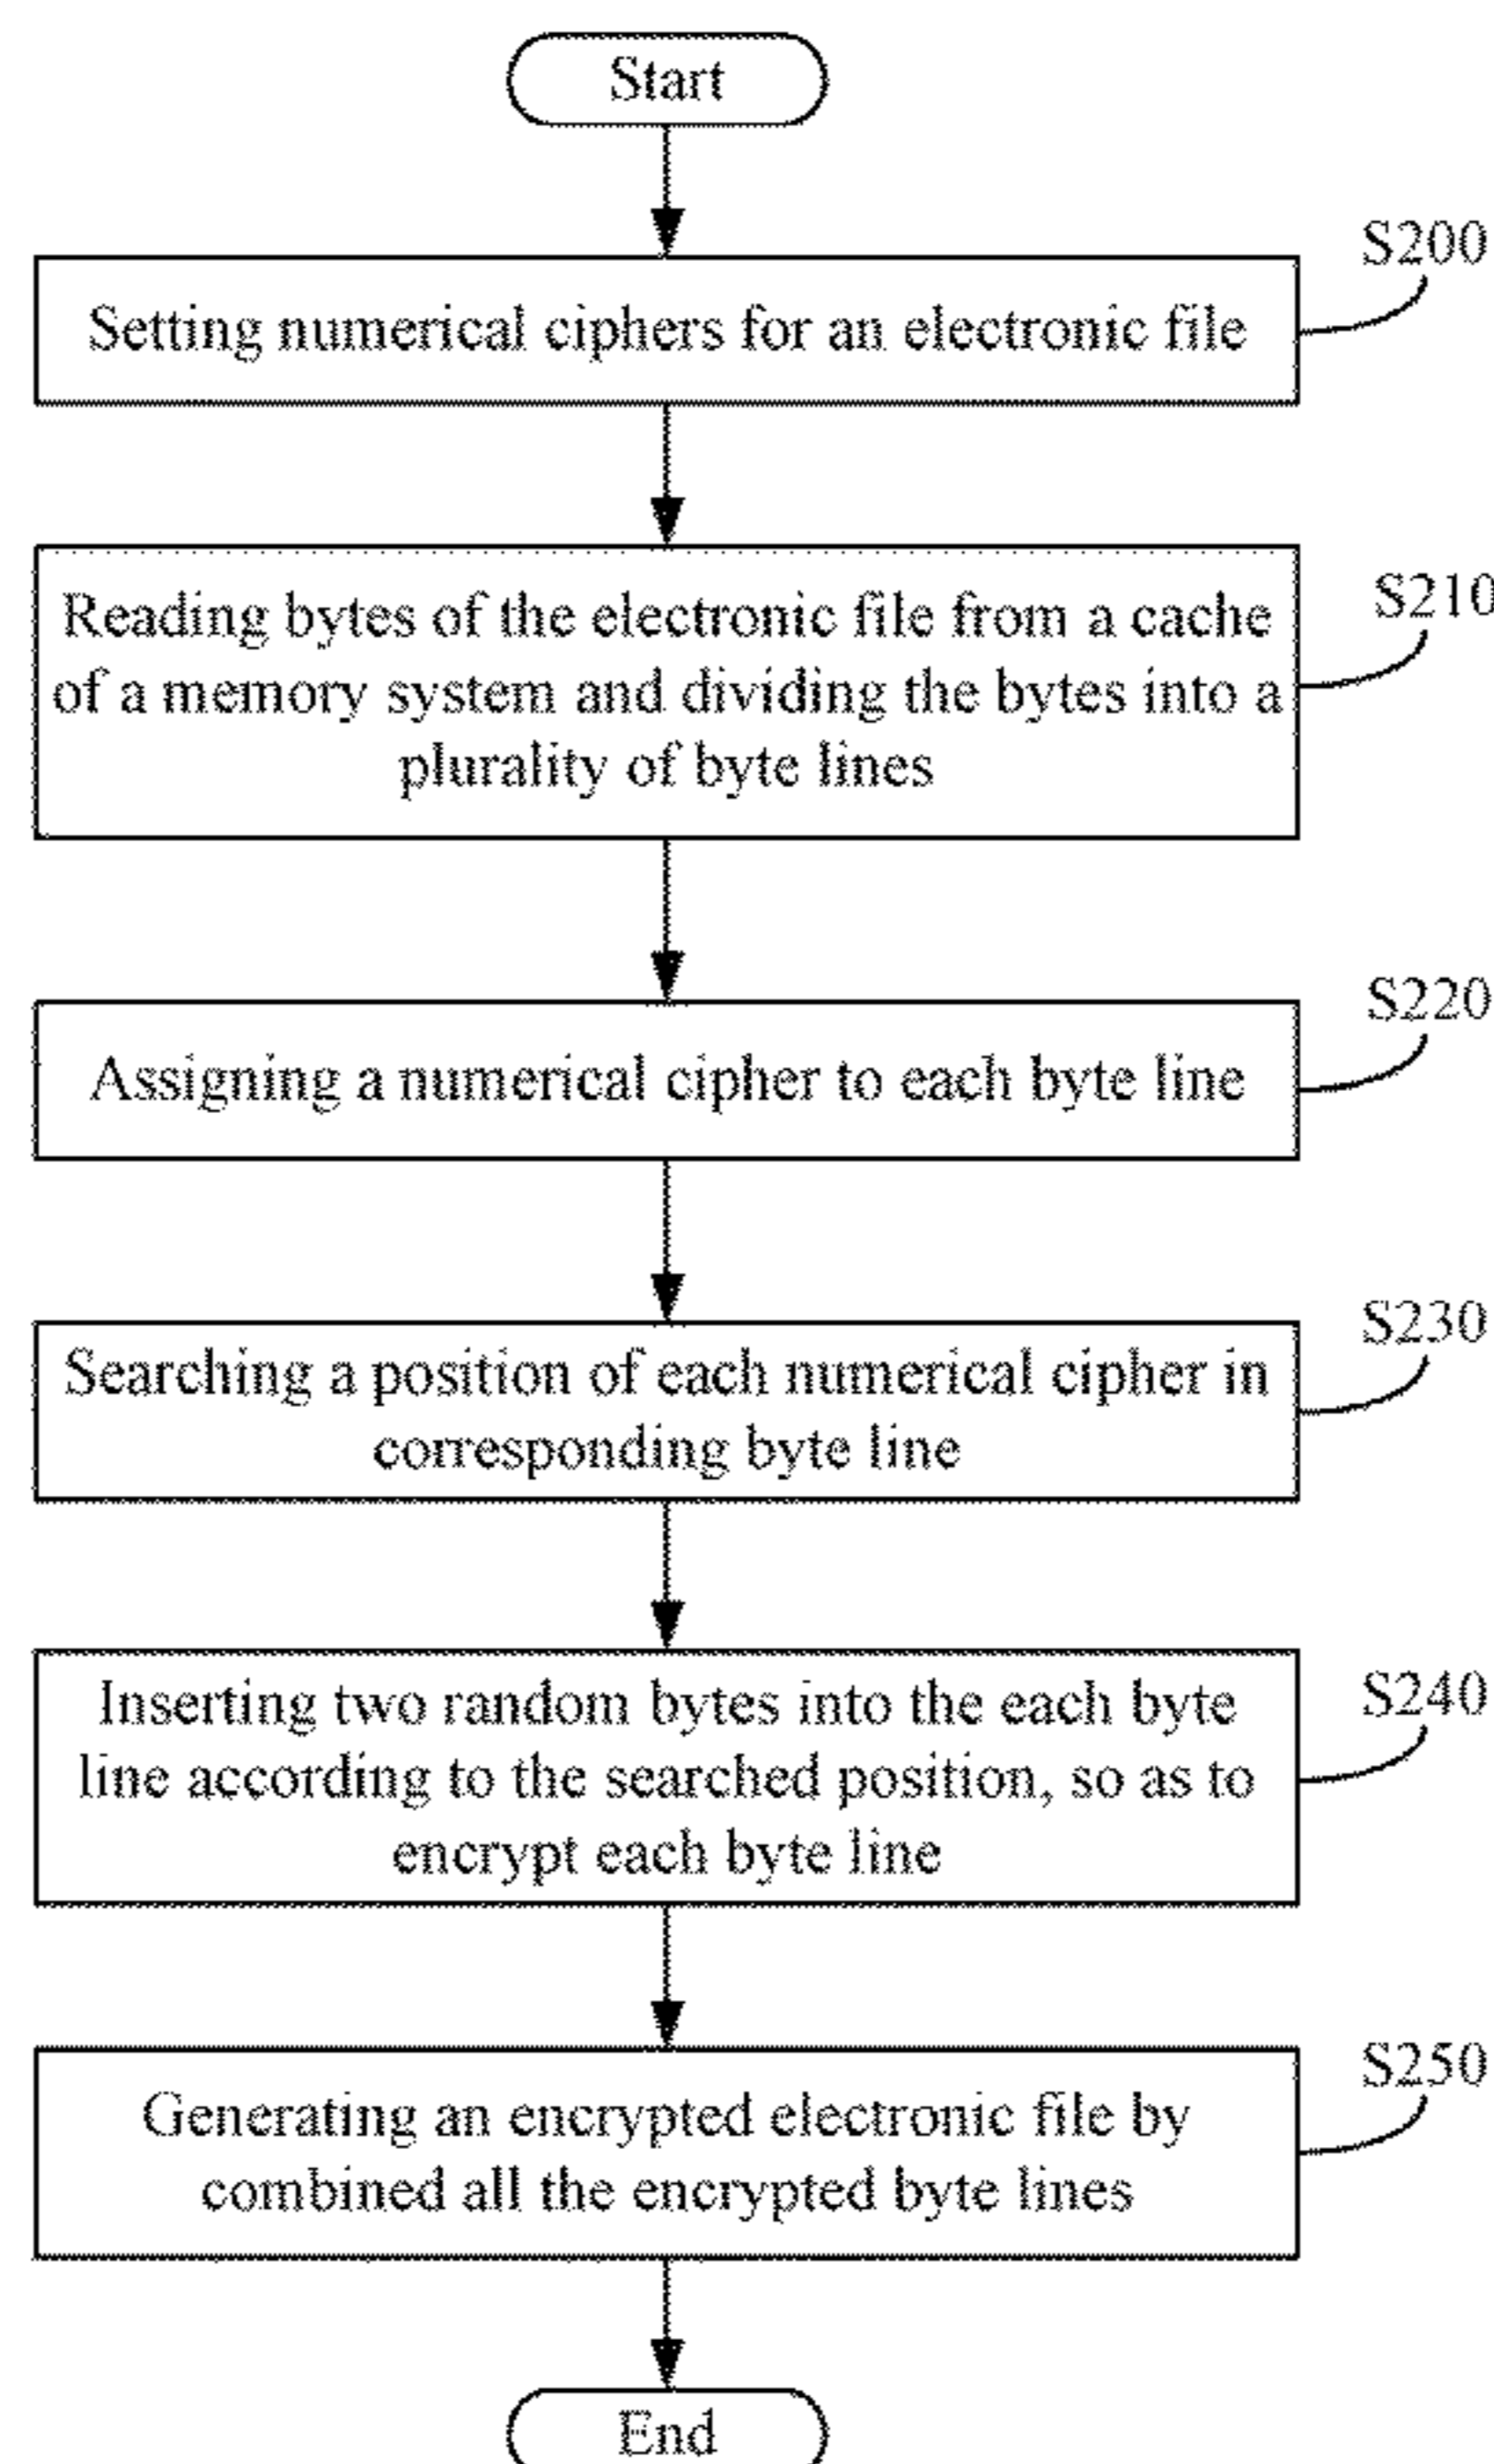 Start
S200
Setting numerical ciphers for an electronic file
S210
Reading bytes of the electronic file from a cache
of a memory system and dividing the bytes into a
plurality of byte lines
S220
Assigning a numerical cipher to each byte line
S230
Searching a position of each numerical cipher in
corresponding byte line
S240
Inserting two random bytes into the each byte
line according to the searched position, so as to
encrypt each byte line
S250
Generating an encrypted electronic file by
combined all the encrypted byte lines
End